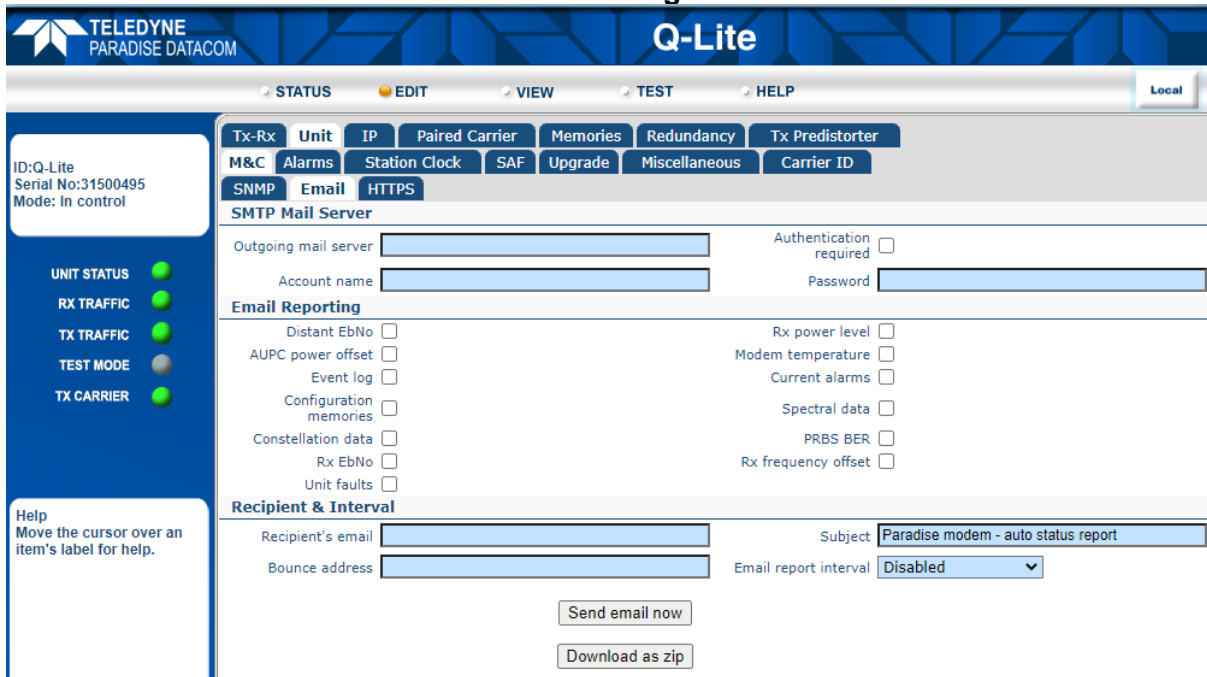 g
TELEDYNE
PARADISE DATACOM
Q-Lite
STATUS EDIT VIEW TEST HELP Local
ID:Q-Lite
Serial No:31500495
Mode: In control
UNIT STATUS
RX TRAFFIC
TX TRAFFIC
TEST MODE
TX CARRIER
Help
Move the cursor over an
item's label for help.
Tx-Rx Unit IP Paired Carrier Memories Redundancy Tx Predistorter
M&C Alarms Station Clock SAF Upgrade Miscellaneous Carrier ID
SNMP Email HTTPS
SMTP Mail Server
Outgoing mail server Authentication
required
Account name Password
Email Reporting
Distant EbNo Rx power level
AUPC power offset Modem temperature
Event log Current alarms
Configuration
memories Spectral data
Constellation data PRBS BER
Rx EbNo Rx frequency offset
Unit faults
Recipient & Interval
Recipient's email Subject Paradise modem - auto status report
Bounce address Email report interval Disabled
Send email now
Download as zip